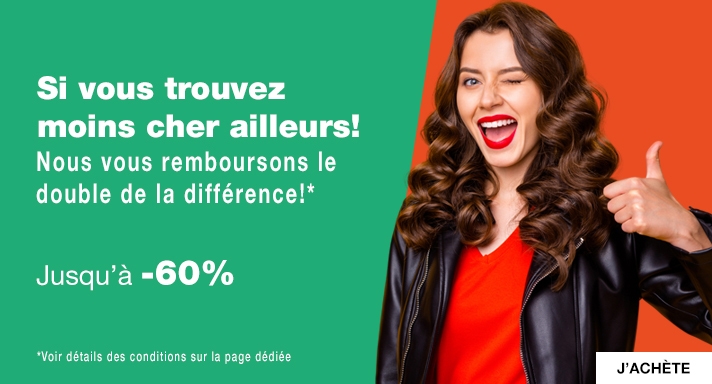 Si vous trouvez
moins cher ailleurs!
Nous vous remboursons le
double de la différence!*
Jusqu'à -60%
*Voir détails des conditions sur la page dédiée
J'ACHÈTE